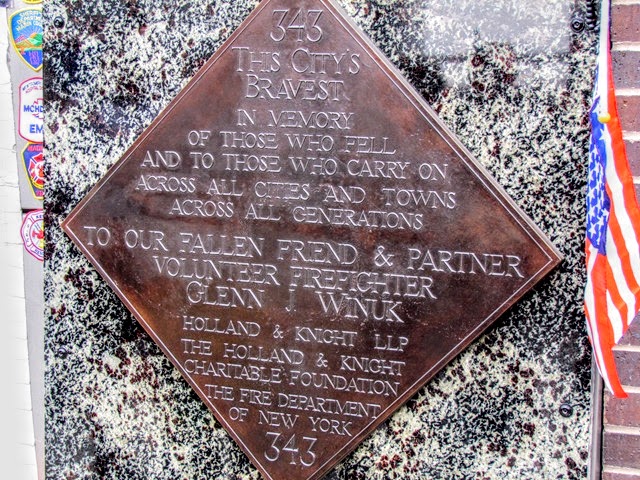 343
THIS CITY'S
BRAVEST
IN MEMORY
OF THOSE WHO FELL
AND TO THOSE WHO CARRY ON
ACROSS ALL CITIES AND TOWNS
ACROSS ALL GENERATIONS
TO OUR FALLEN FRIEND & PARTNER
VOLUNTEER FIREFIGHTER
GLENN J WINUK
HOLLAND & KNIGHT LLP
THE HOLLAND & KNIGHT
CHARITABLE FOUNDATION
THE FIRE DEPARTMENT
OF NEW YORK
343
MCHD
EM